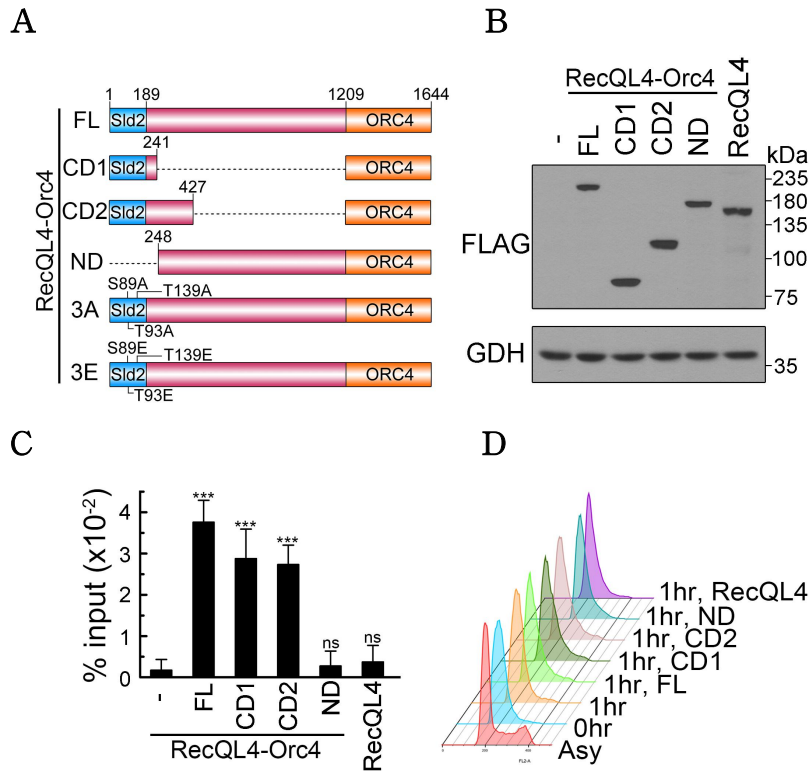 A
1 189 1209 1644
FL Sld2 ORC4
241
CD1 Sld2 ORC4
427
CD2 Sld2 ORC4
248
ND ORC4
S89A T139A
3A Sld2 ORC4
T93A
S89E T139E
3E Sld2 ORC4
T93E
RecQL4-Orc4
B
RecQL4-Orc4
- FL CD1 CD2 ND RecQL4
kDa
FLAG
-235
-180
-135
-100
-75
GDH
-35
C
% input (x10-2)
4
3
2
1
0
*** *** *** ns ns
- FL CD1 CD2 ND RecQL4
RecQL4-Orc4
D
1hr, RecQL4
1hr, ND
1hr, CD2
1hr, CD1
1hr, FL
1hr
0hr
Asy
FL2-A